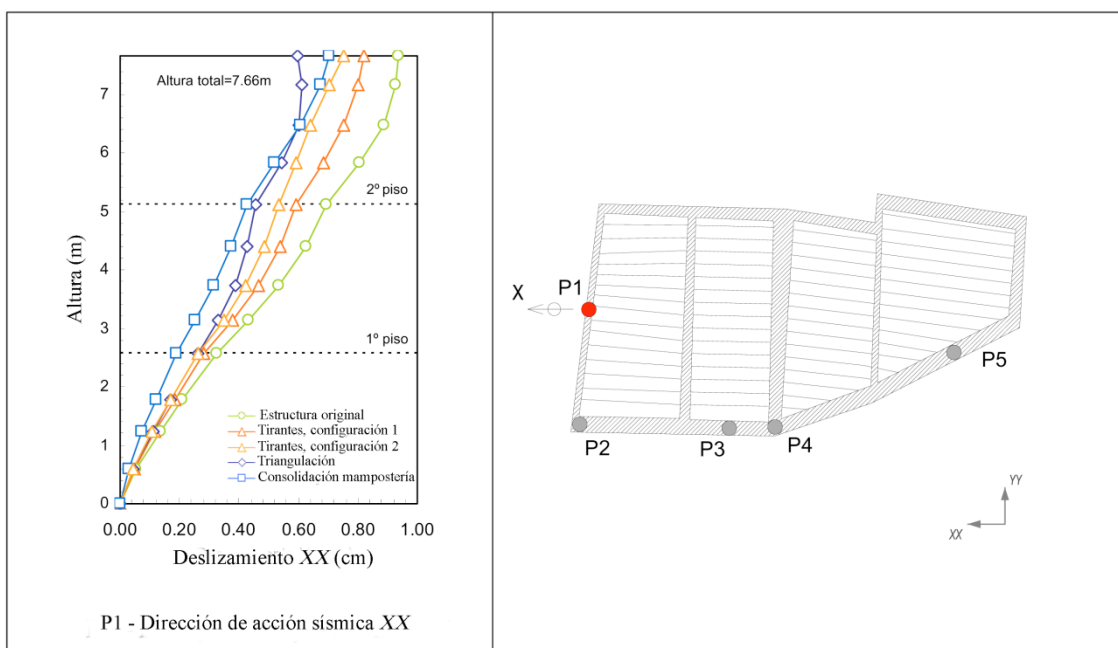 Altura total=7.66m
7
6
2º piso
5
4
3
1º piso
2
1
0
Altura (m)
Estructura original
Tirantes, configuración 1
Tirantes, configuración 2
Triangulación
Consolidación mampostería
0.00 0.20 0.40 0.60 0.80 1.00
Deslizamiento XX (cm)
P1 - Dirección de acción sísmica XX
X
P1
P2
P3
P4
P5
YY
XX